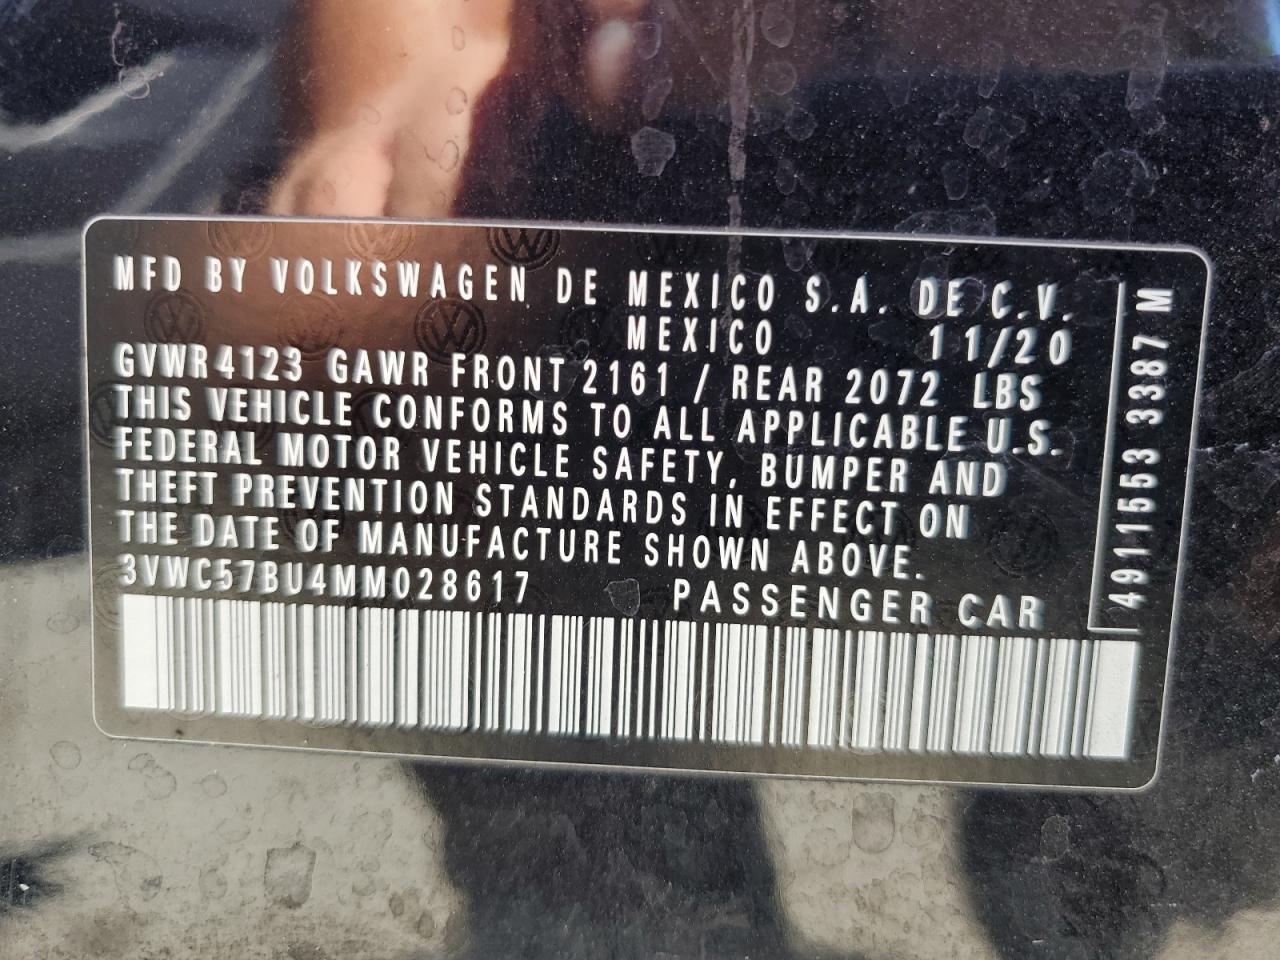 MFD BY VOLKSWAGEN DE MEXICO S.A. DE C.V.
MEXICO 11/20
GVWR4123 GAWR FRONT 2161 / REAR 2072 LBS
THIS VEHICLE CONFORMS TO ALL APPLICABLE U.S.
FEDERAL MOTOR VEHICLE SAFETY, BUMPER AND
THEFT PREVENTION STANDARDS IN EFFECT ON
THE DATE OF MANUFACTURE SHOWN ABOVE.
3VWC57BU4MM028617 PASSENGER CAR
4911553 3387 M